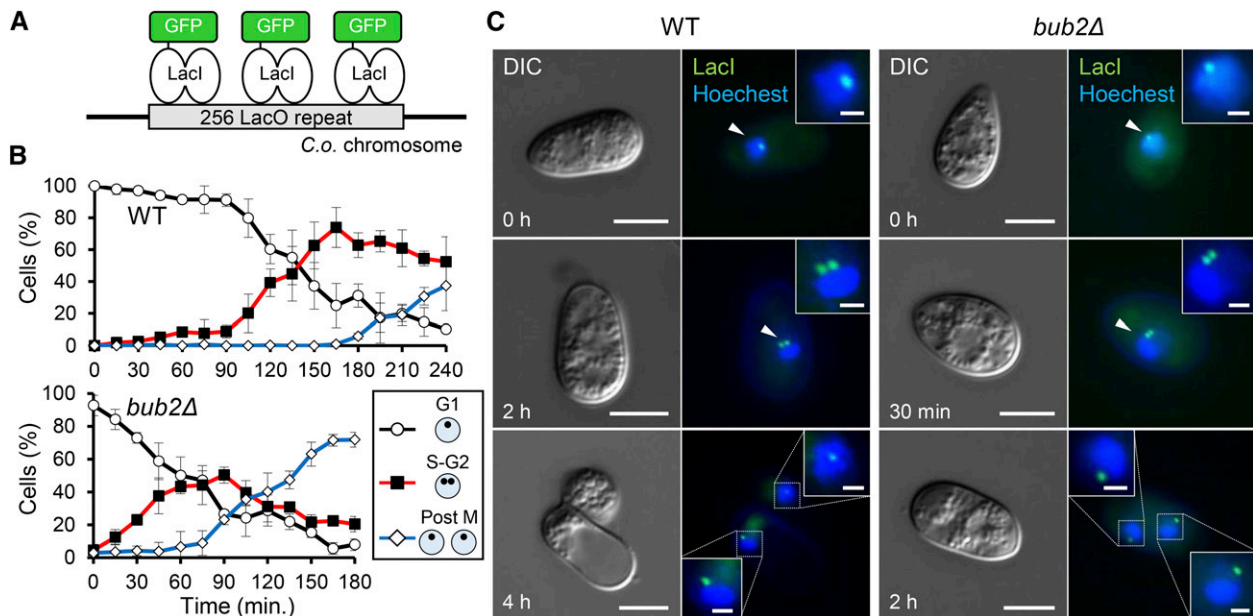 A
GFP GFP GFP
LacI LacI LacI
256 LacO repeat
C.o. chromosome
B
WT
Cells (%)
100
80
60
40
20
0
0 30 60 90 120 150 180 210 240
bub2Δ
Cells (%)
100
80
60
40
20
0
0 30 60 90 120 150 180
Time (min.)
G1
S-G2
Post M
C
WT
bub2Δ
DIC
LacI
Hoechest
DIC
LacI
Hoechest
0 h
0 h
2 h
30 min
4 h
2 h